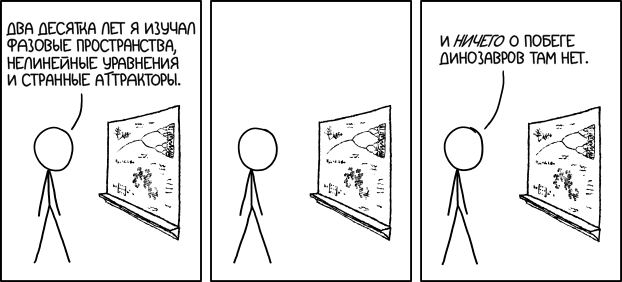 ДВА ДЕСЯТКА ЛЕТ Я ИЗУЧАЛ
ФАЗОВЫЕ ПРОСТРАНСТВА,
НЕЛИНЕЙНЫЕ УРАВНЕНИЯ
И СТРАННЫЕ АТТРАКТОРЫ.
И НИЧЕГО О ПОБЕГЕ
ДИНОЗАВРОВ ТАМ НЕТ.